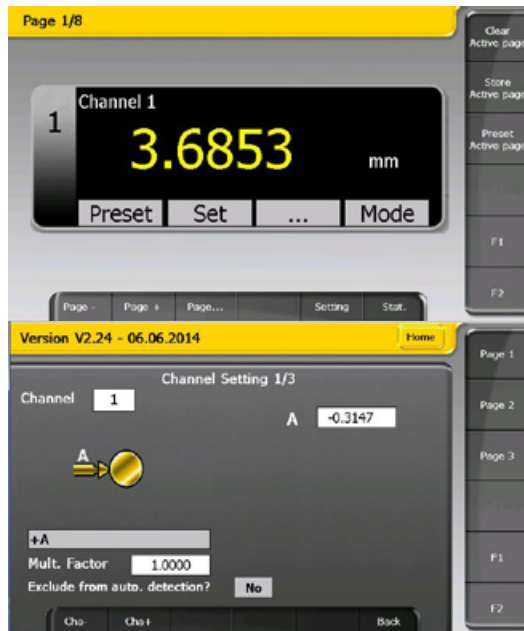 Page 1/8
Clear
Active page
Store
Active page
Preset
Active page
1
Channel 1
3.6853 mm
Preset Set ... Mode
F1
F2
Page - Page + Page... Setting Stat.
Version V2.24 - 06.06.2014 Home
Page 1
Page 2
Page 3
F1
F2
Channel Setting 1/3
Channel 1
A -0.3147
A
+A
Mult. Factor 1.0000
Exclude from auto. detection? No
Cha- Cha+ Back